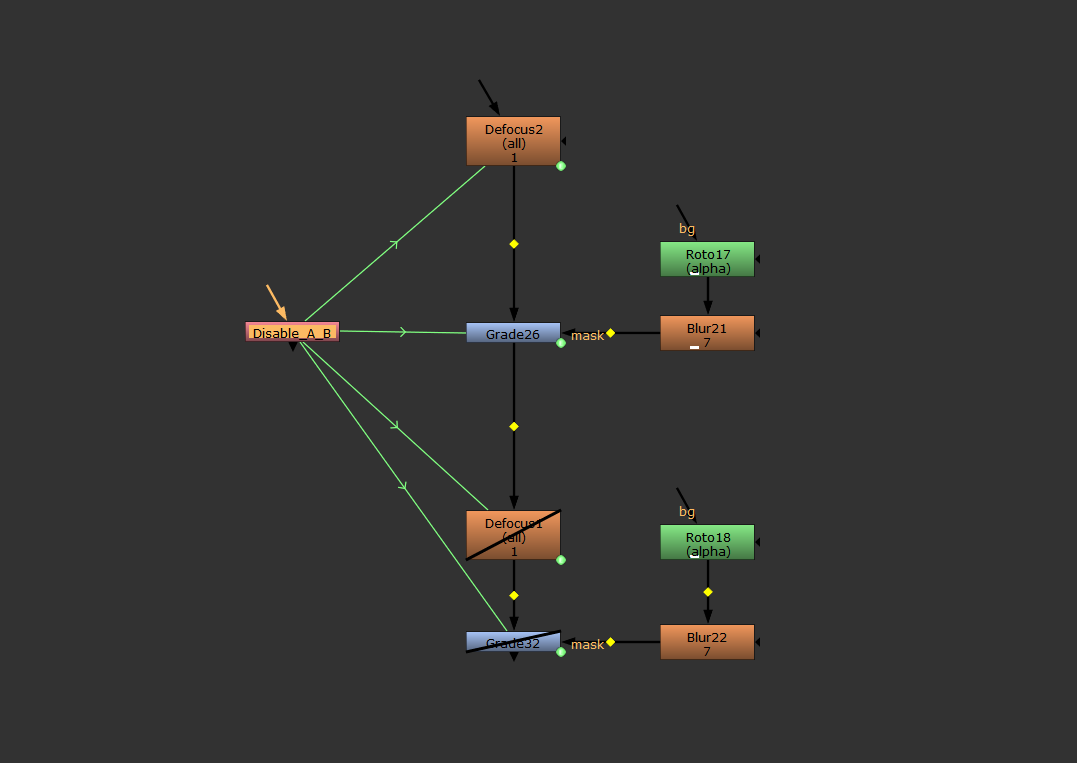 Defocus2
(all)
1
bg
Roto17
(alpha)
Disable_A_B
Grade26
mask
Blur21
7
bg
Defocus1
(all)
1
Roto18
(alpha)
Grade32
mask
Blur22
7